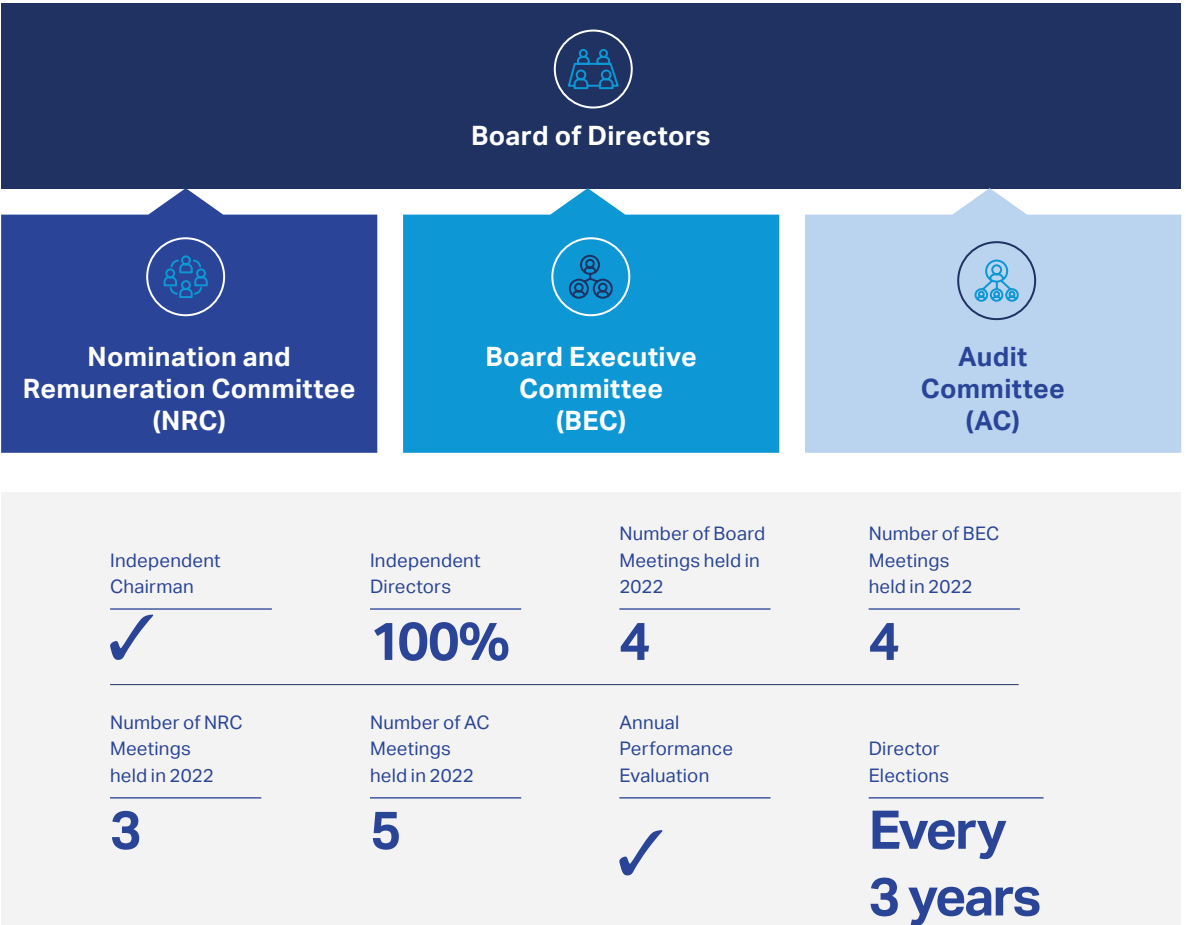 Board of Directors
Nomination and
Remuneration Committee
(NRC)
Board Executive
Committee
(BEC)
Audit
Committee
(AC)
Independent
Chairman
✓
Independent
Directors
100%
Number of Board
Meetings held in
2022
4
Number of BEC
Meetings
held in 2022
4
Number of NRC
Meetings
held in 2022
3
Number of AC
Meetings
held in 2022
5
Annual
Performance
Evaluation
✓
Director
Elections
Every
3 years